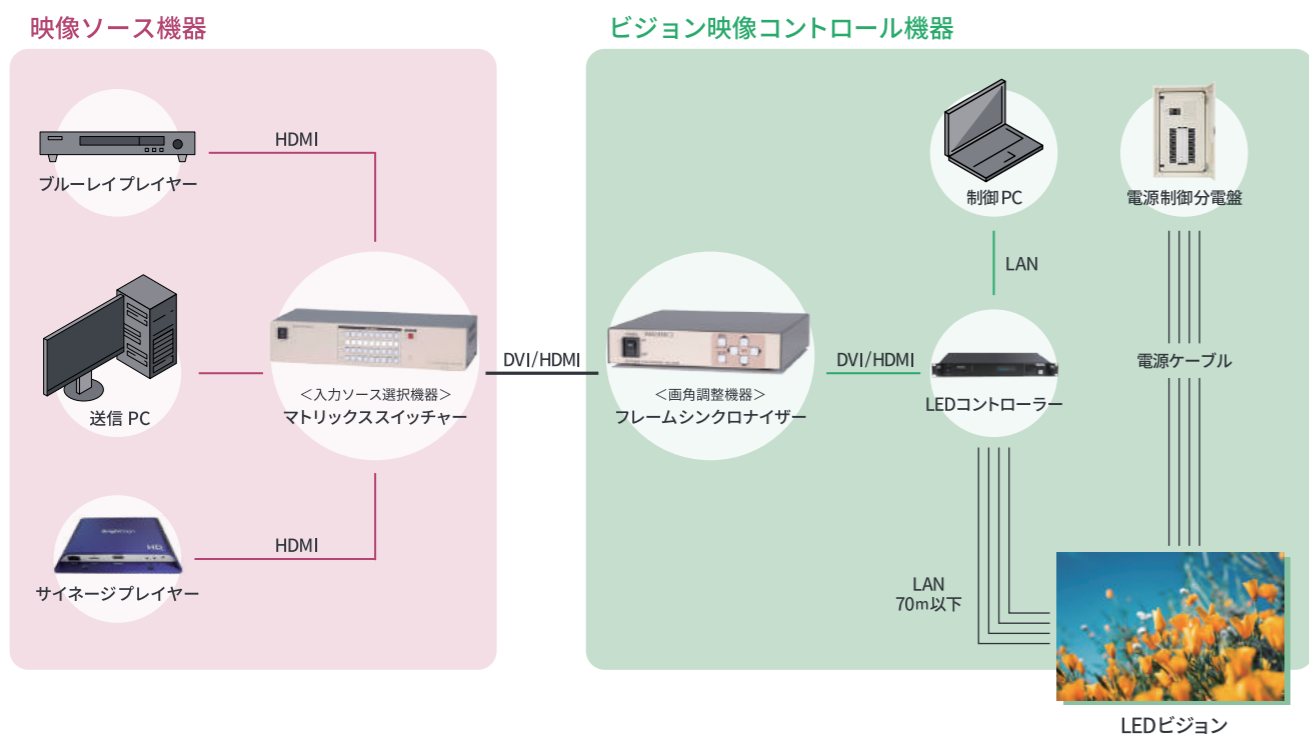 映像ソース機器
ビジョン映像コントロール機器
HDMI
ブルーレイプレイヤー
制御PC
電源制御分電盤
LAN
送信 PC
<入力ソース選択機器>
マトリックススイッチャー
DVI/HDMI
<画角調整機器>
フレームシンクロナイザー
DVI/HDMI
LEDコントローラー
電源ケーブル
HDMI
BrightSign
HD
サイネージプレイヤー
LAN
70m以下
LEDビジョン